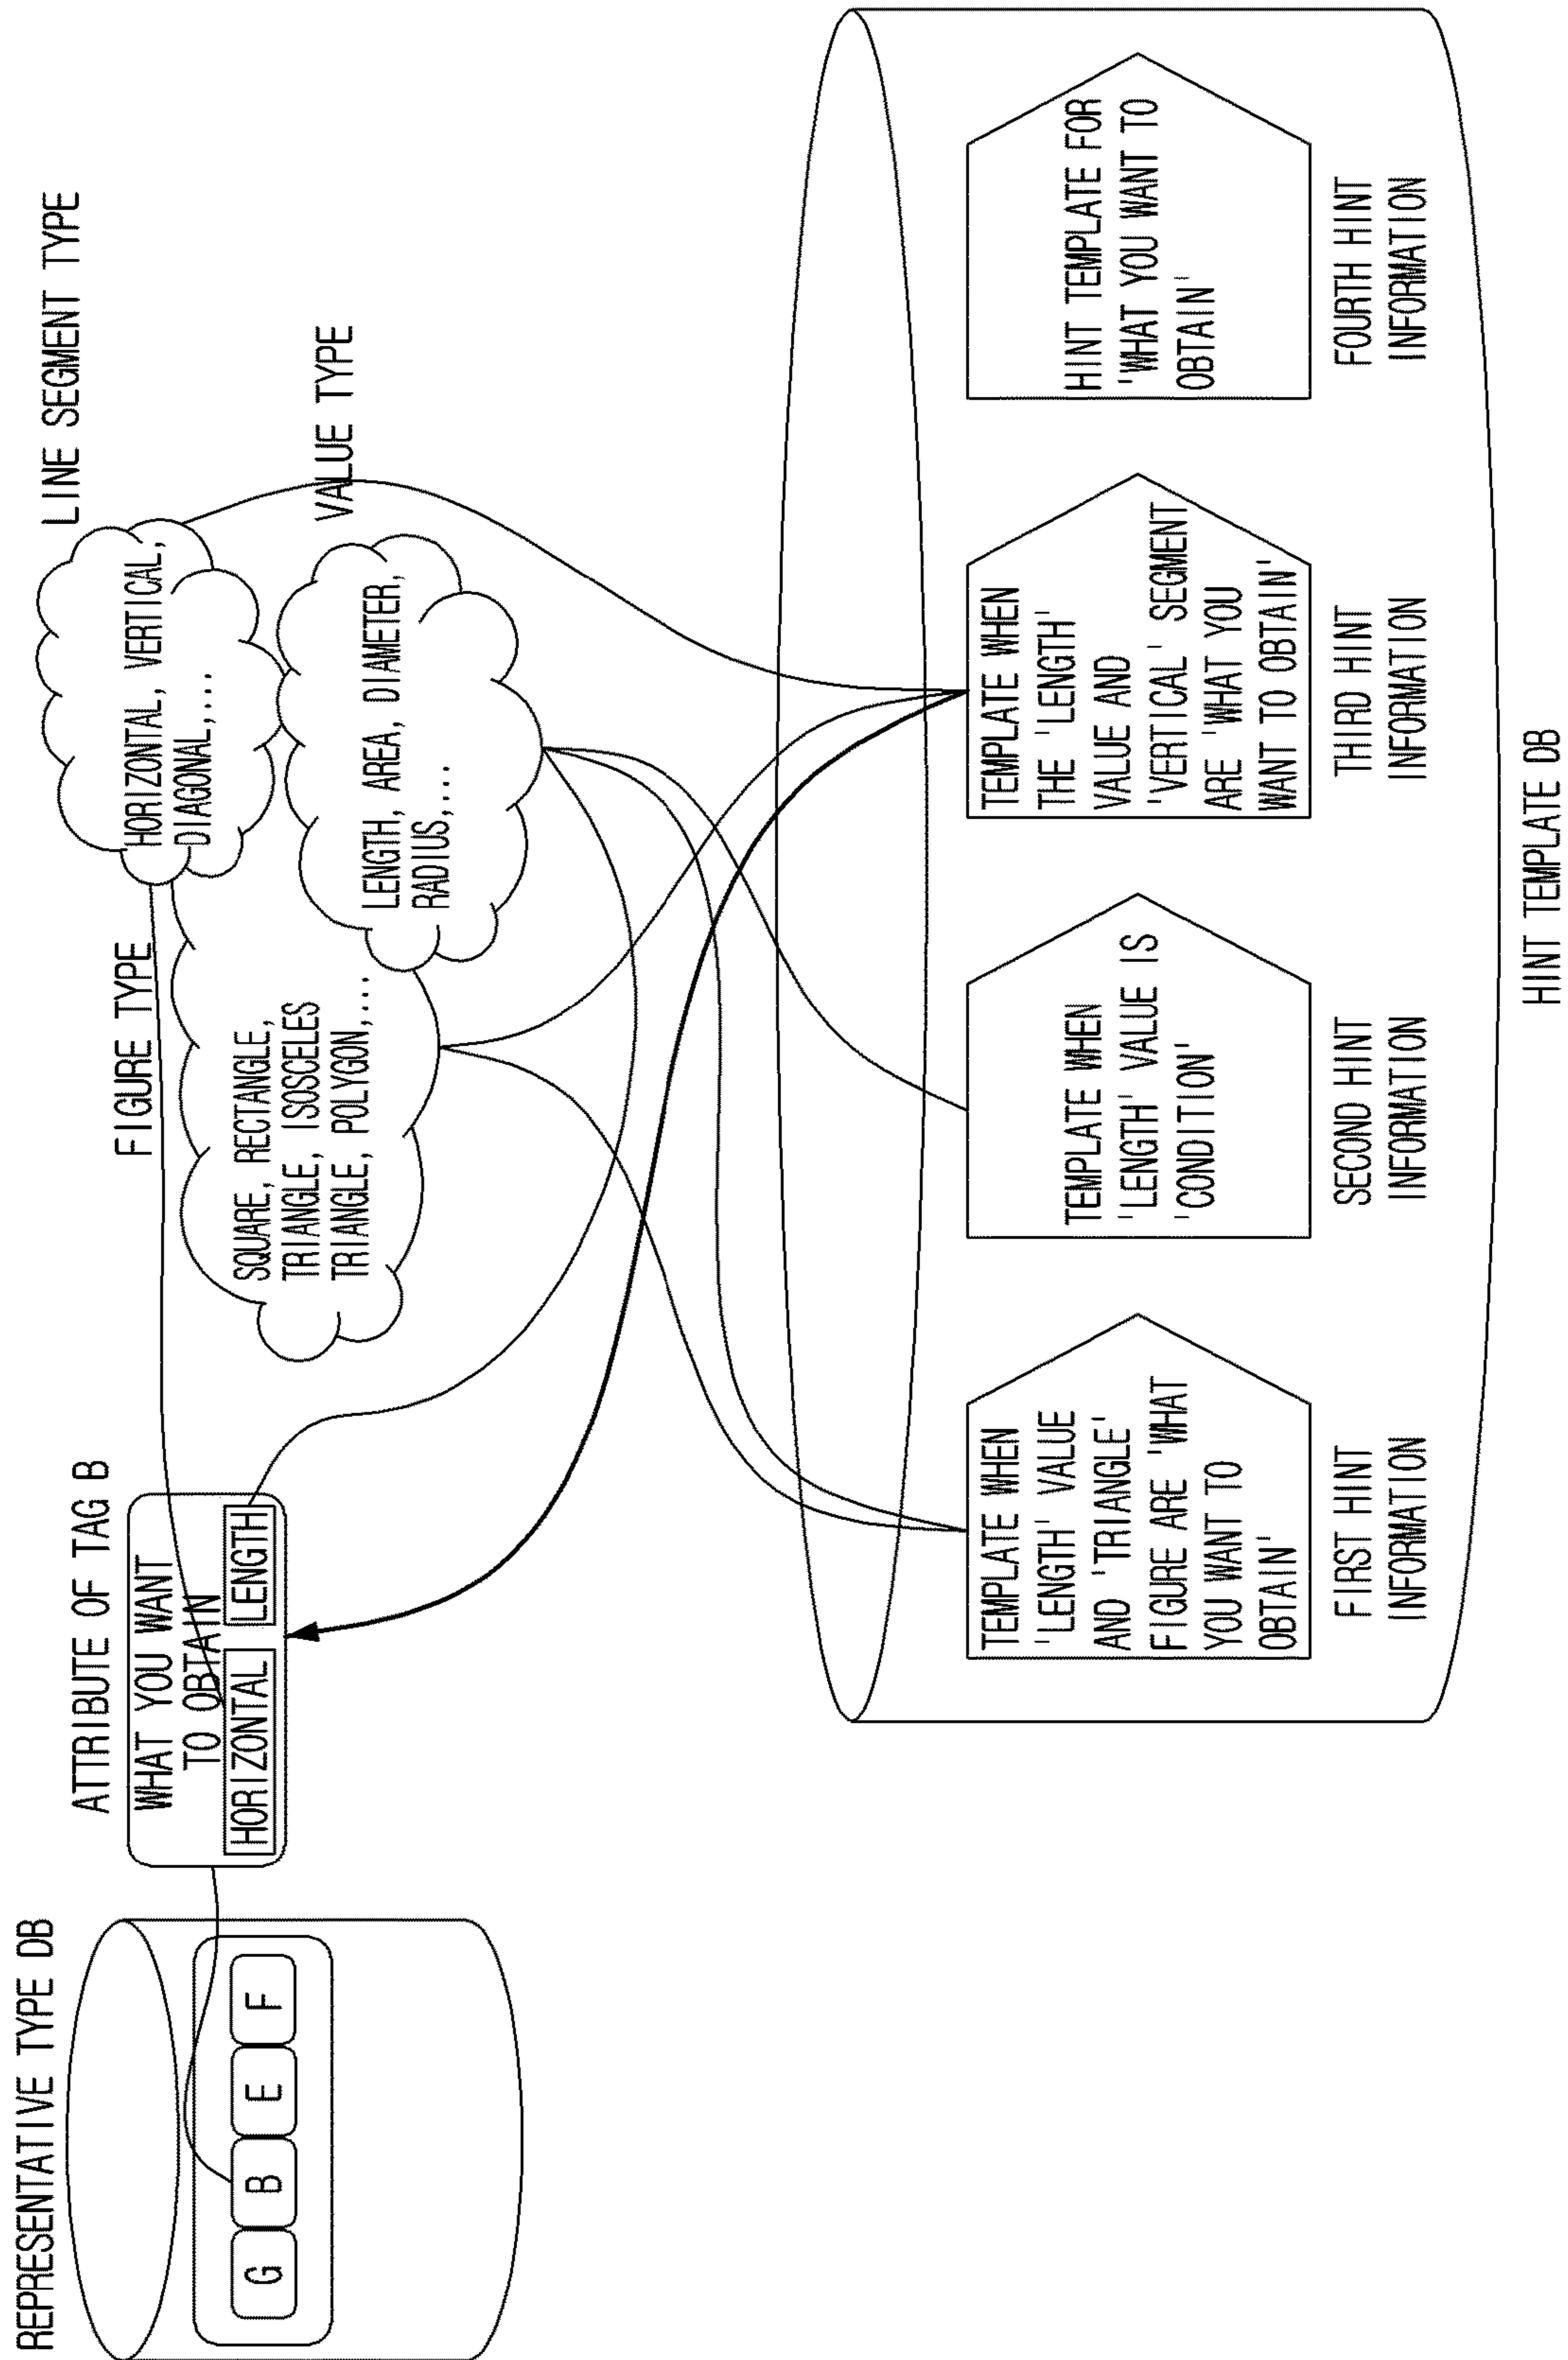 REPRESENTATIVE TYPE DB
G
B
E
F
ATTRIBUTE OF TAG B
WHAT YOU WANT
TO OBTAIN
HORIZONTAL
LENGTH
FIGURE TYPE
SQUARE, RECTANGLE,
TRIANGLE, ISOSCELES
TRIANGLE, POLYGON,...
LINE SEGMENT TYPE
HORIZONTAL, VERTICAL,
DIAGONAL,...
VALUE TYPE
LENGTH, AREA, DIAMETER,
RADIUS,...
TEMPLATE WHEN
'LENGTH' VALUE
AND 'TRIANGLE'
FIGURE ARE 'WHAT
YOU WANT TO
OBTAIN'
FIRST HINT
INFORMATION
TEMPLATE WHEN
'LENGTH' VALUE IS
'CONDITION'
SECOND HINT
INFORMATION
TEMPLATE WHEN
THE 'LENGTH'
VALUE AND
'VERTICAL' SEGMENT
ARE 'WHAT YOU
WANT TO OBTAIN'
THIRD HINT
INFORMATION
HINT TEMPLATE FOR
'WHAT YOU WANT TO
OBTAIN'
FOURTH HINT
INFORMATION
HINT TEMPLATE DB